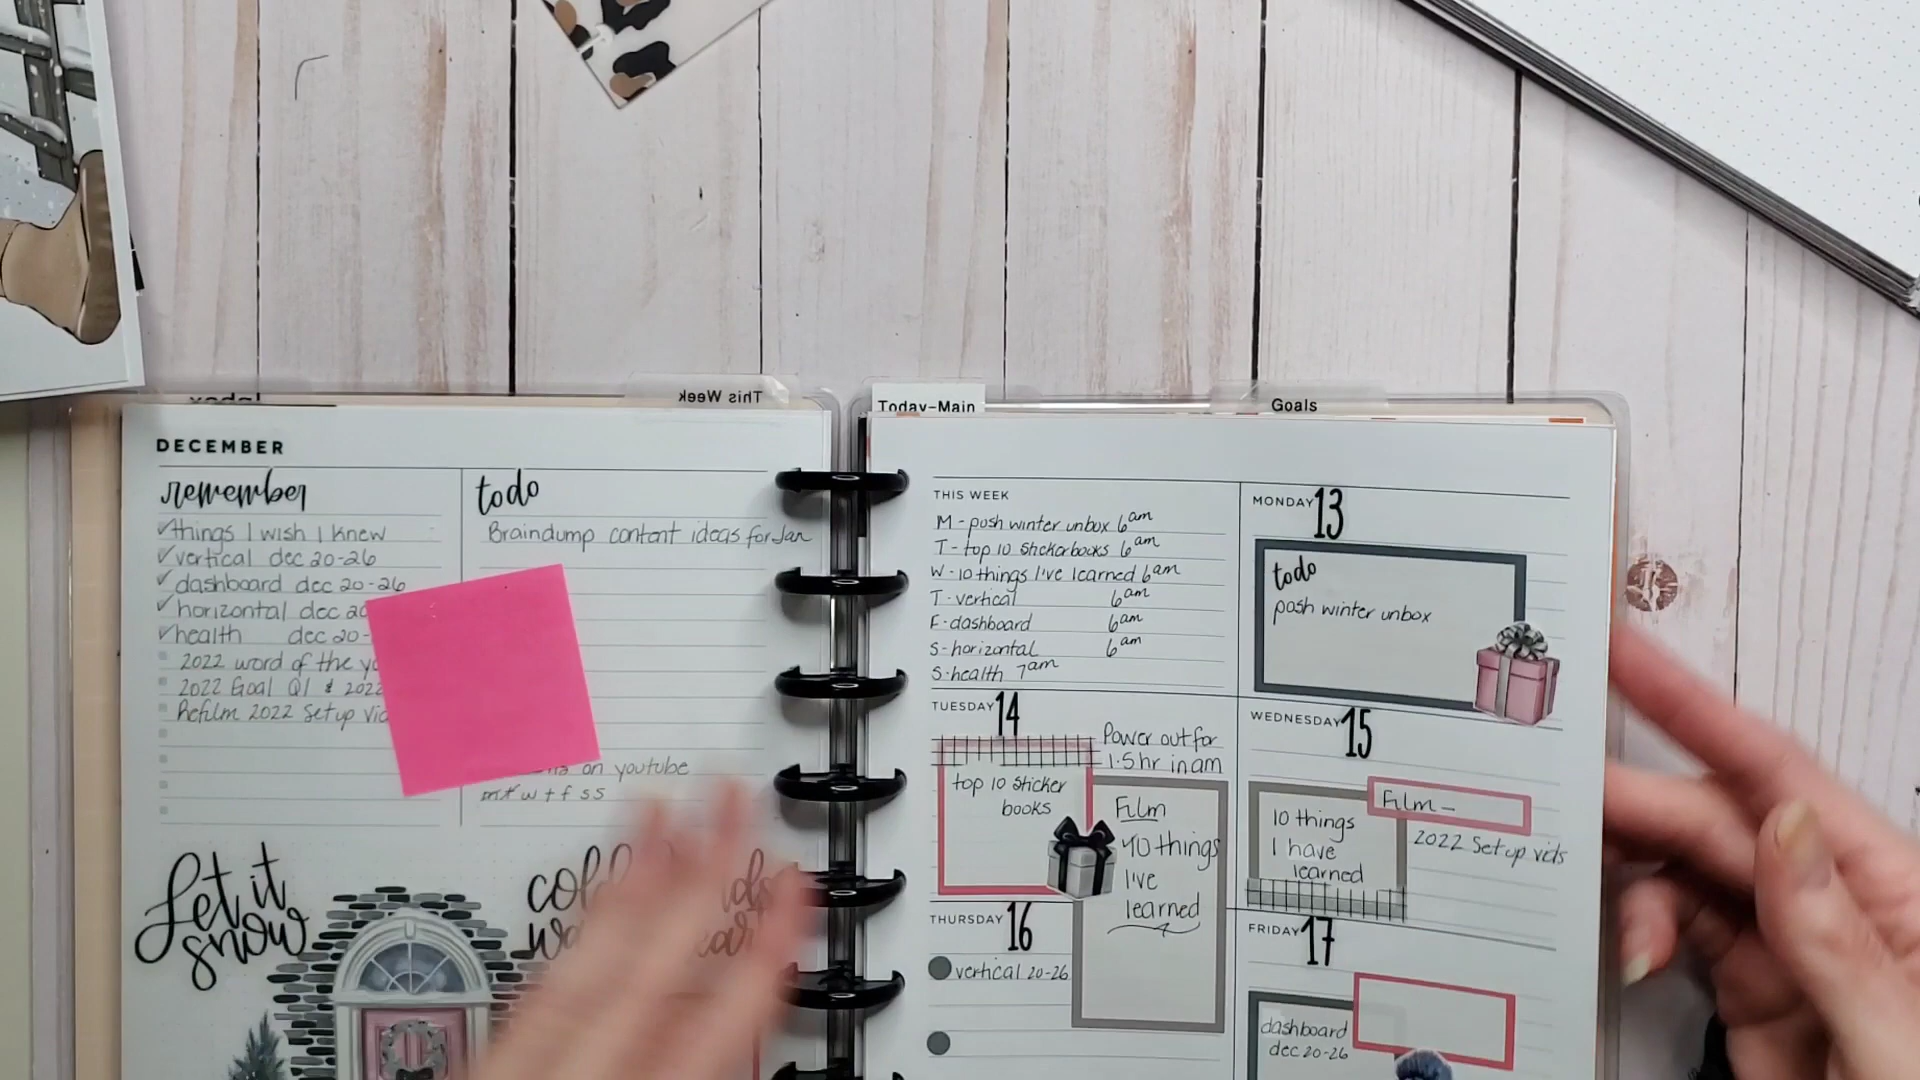 This Week
Today-Main
Goals
DECEMBER
remember
✓things I wish I knew
✓vertical dec 20-26
✓dashboard dec 20-26
✓horizontal dec
✓health dec 20-
2022 word of the
2022 Goal Q1 & 2022
Refilm 2022 Setup
todo
Braindump content ideas for Jan
on youtube
w t f s s
Let it
snow
THIS WEEK
M - posh winter unbox 6am
T - top 10 stickerbooks 6am
W - 10 things I've learned 6am
T - vertical 6am
F - dashboard 6am
S - horizontal 6am
S - health 7am
MONDAY 13
todo
posh winter unbox
TUESDAY 14
Power out for
1.5 hr in am
top 10 sticker
books
Film
10 things
I've
learned
WEDNESDAY 15
Film -
2022 Setup vids
10 things
I have
learned
THURSDAY 16
vertical 20-26
FRIDAY 17
dashboard
dec 20-26